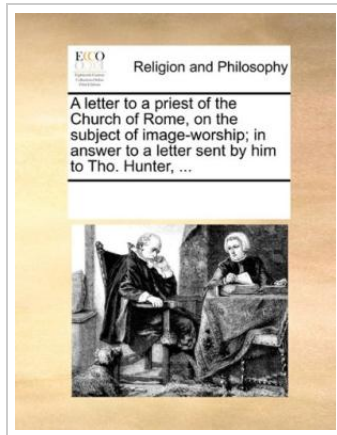 ECCO
Religion and Philosophy
A letter to a priest of the
Church of Rome, on the
subject of image-worship; in
answer to a letter sent by him
to Tho. Hunter, ...